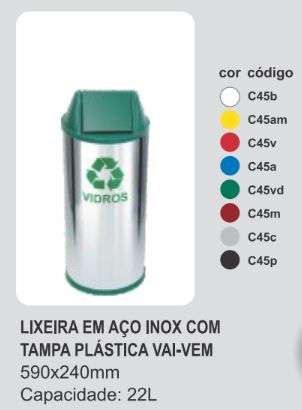 cor código
C45b
C45am
C45v
C45a
C45vd
C45m
C45c
C45p
VIDROS
LIXEIRA EM AÇO INOX COM
TAMPA PLÁSTICA VAI-VEM
590x240mm
Capacidade: 22L